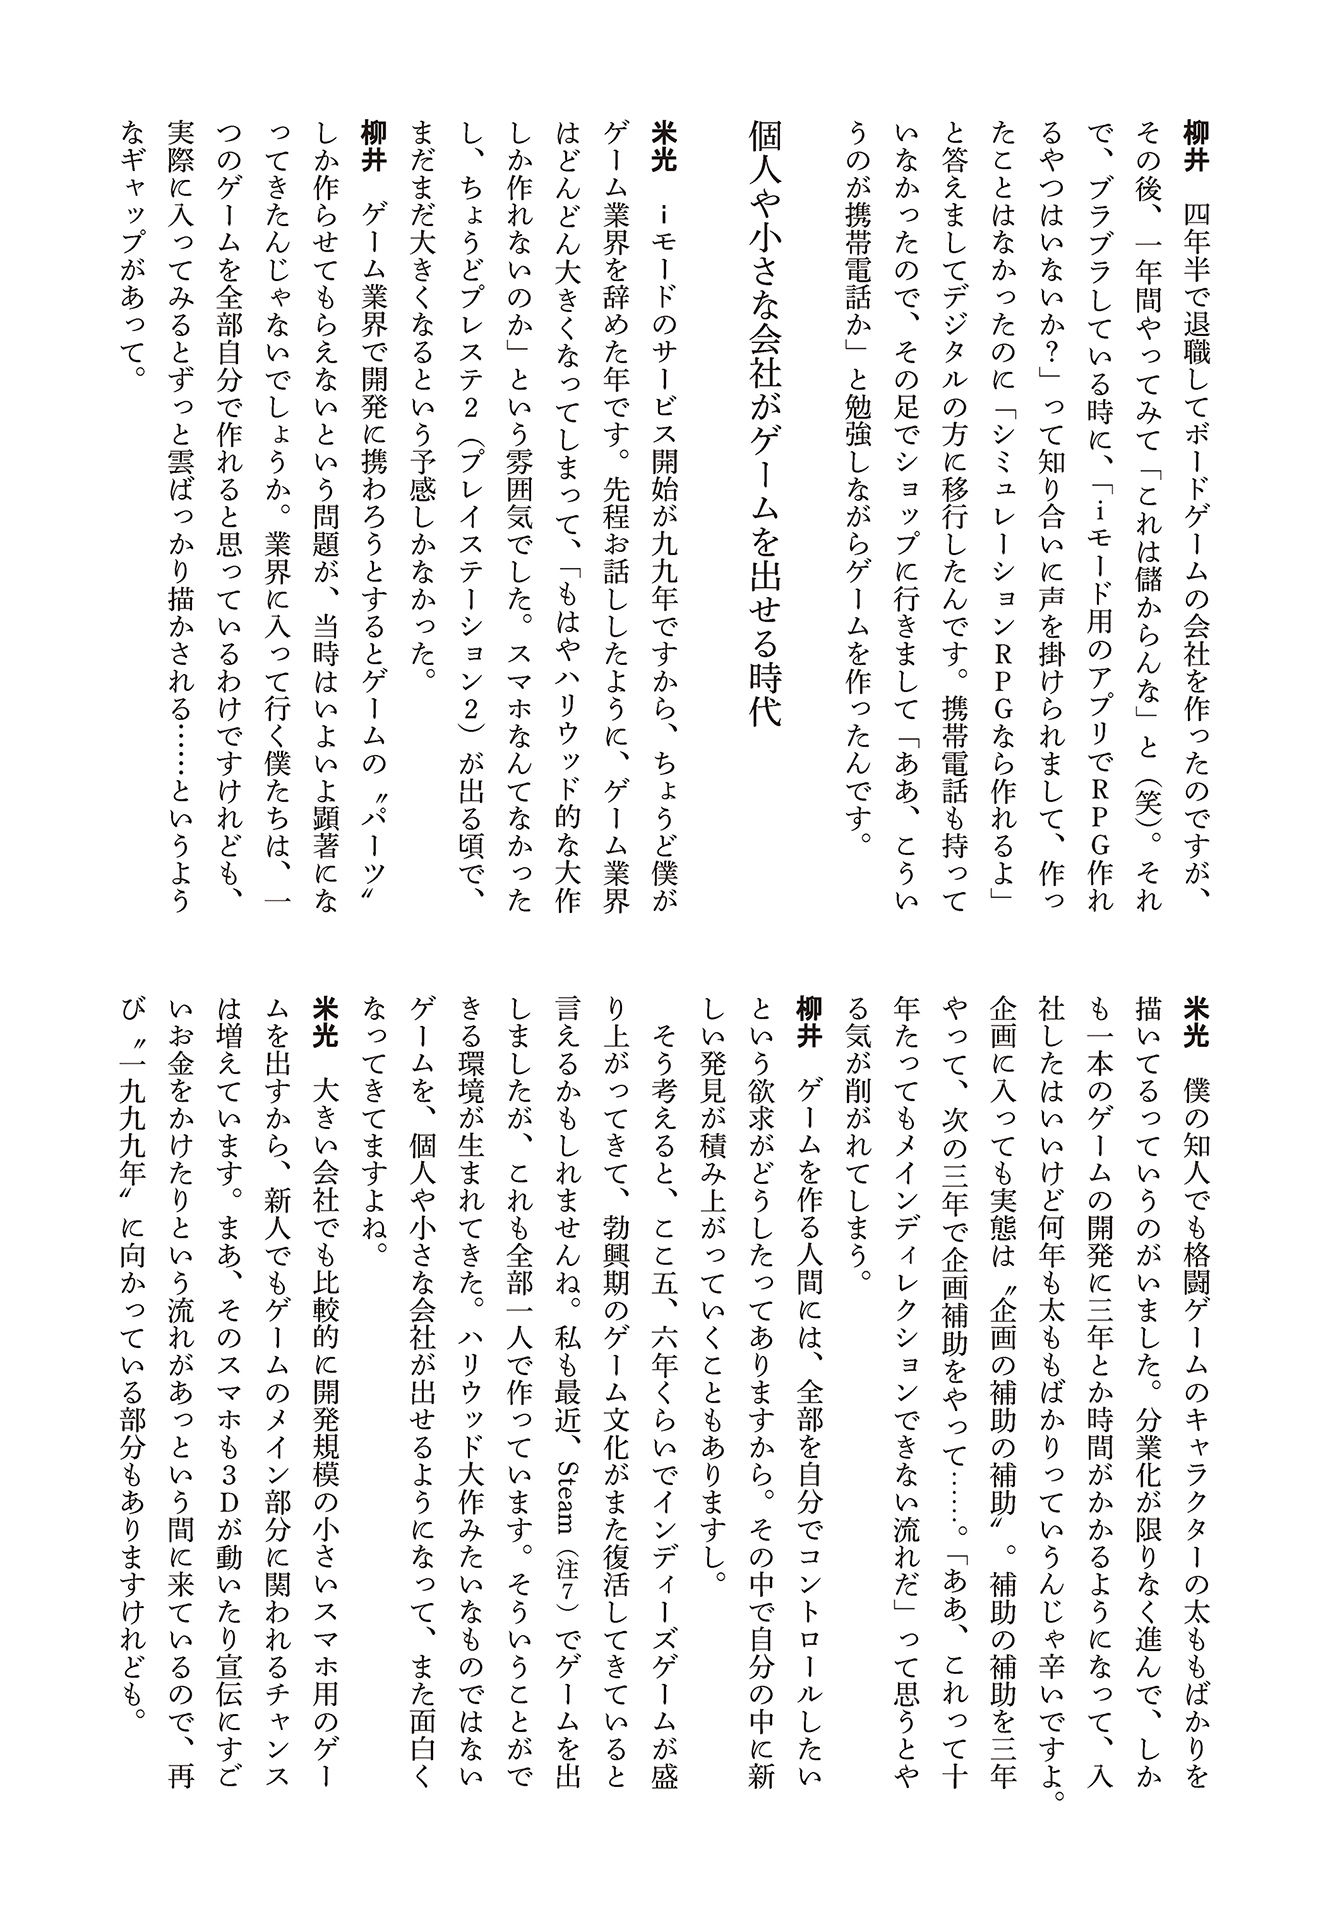 柳井　四年半で退職してボードゲームの会社を作ったのですが、
その後、一年間やってみて「これは儲からんな」と（笑）。それ
で、ブラブラしている時に、「ｉモード用のアプリでＲＰＧ作れ
るやつはいないか？」って知り合いに声を掛けられまして、作っ
たことはなかったのに「シミュレーションＲＰＧなら作れるよ」
と答えましてデジタルの方に移行したんです。携帯電話も持って
いなかったので、その足でショップに行きまして「ああ、こうい
うのが携帯電話か」と勉強しながらゲームを作ったんです。
個人や小さな会社がゲームを出せる時代
米光　ｉモードのサービス開始が九九年ですから、ちょうど僕が
ゲーム業界を辞めた年です。先程お話ししたように、ゲーム業界
はどんどん大きくなってしまって、「もはやハリウッド的な大作
しか作れないのか」という雰囲気でした。スマホなんてなかった
し、ちょうどプレステ２（プレイステーション２）が出る頃で、
まだまだ大きくなるという予感しかなかった。
柳井　ゲーム業界で開発に携わろうとするとゲームの〝パーツ〟
しか作らせてもらえないという問題が、当時はいよいよ顕著にな
ってきたんじゃないでしょうか。業界に入って行く僕たちは、一
つのゲームを全部自分で作れると思っているわけですけれども、
実際に入ってみるとずっと雲ばっかり描かされる……というよう
なギャップがあって。
米光　僕の知人でも格闘ゲームのキャラクターの太ももばかりを
描いてるっていうのがいました。分業化が限りなく進んで、しか
も一本のゲームの開発に三年とか時間がかかるようになって、入
社したはいいけど何年も太ももばかりっていうんじゃ辛いですよ。
企画に入っても実態は〝企画の補助の補助〟。補助の補助を三年
やって、次の三年で企画補助をやって……。「ああ、これって十
年たってもメインディレクションできない流れだ」って思うとや
る気が削がれてしまう。
柳井　ゲームを作る人間には、全部を自分でコントロールしたい
という欲求がどうしたってありますから。その中で自分の中に新
しい発見が積み上がっていくこともありますし。
　そう考えると、ここ五、六年くらいでインディーズゲームが盛
り上がってきて、勃興期のゲーム文化がまた復活してきていると
言えるかもしれませんね。私も最近、Steam（注７）でゲームを出
しましたが、これも全部一人で作っています。そういうことがで
きる環境が生まれてきた。ハリウッド大作みたいなものではない
ゲームを、個人や小さな会社が出せるようになって、また面白く
なってきてますよね。
米光　大きい会社でも比較的に開発規模の小さいスマホ用のゲー
ムを出すから、新人でもゲームのメイン部分に関われるチャンス
は増えています。まあ、そのスマホも３Ｄが動いたり宣伝にすご
いお金をかけたりという流れがあっという間に来ているので、再
び〝一九九九年〟に向かっている部分もありますけれども。